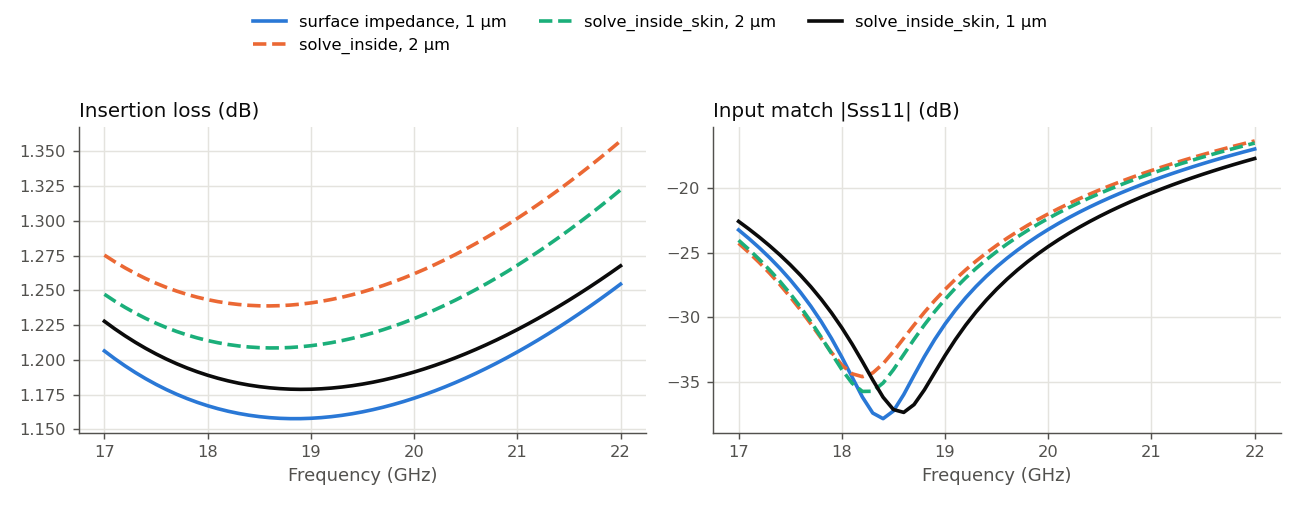 surface impedance, 1 μm
solve_inside, 2 μm
solve_inside_skin, 2 μm
solve_inside_skin, 1 μm
Insertion loss (dB)
1.350
1.325
1.300
1.275
1.250
1.225
1.200
1.175
1.150
17 18 19 20 21 22
Frequency (GHz)
Input match |Sss11| (dB)
−20
−25
−30
−35
17 18 19 20 21 22
Frequency (GHz)